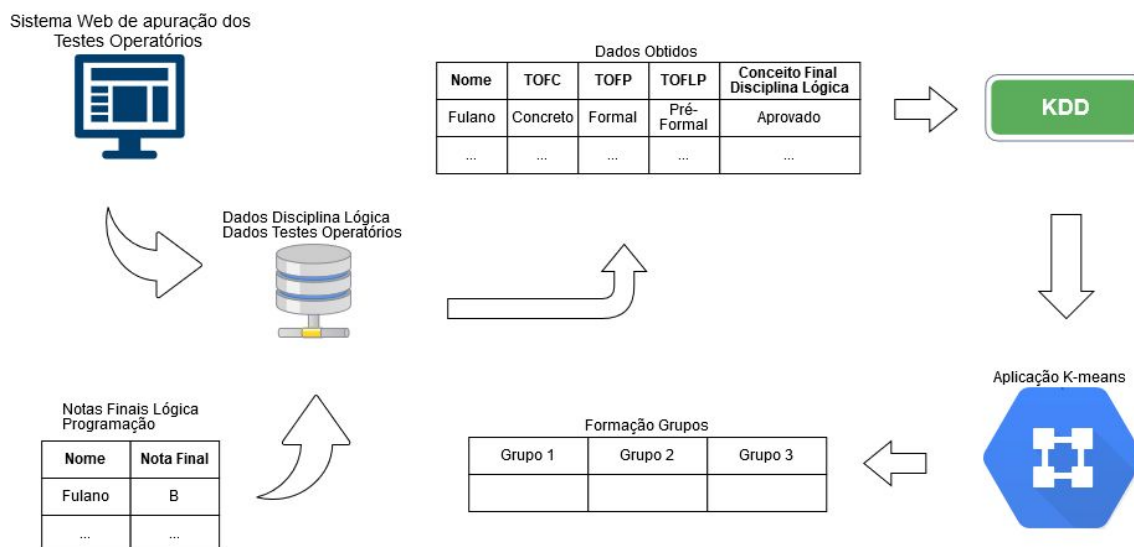 Sistema Web de apuração dos
Testes Operatórios
Dados Obtidos
Nome TOFC TOFP TOFLP Conceito Final
Disciplina Lógica
Fulano Concreto Formal Pré-
Formal Aprovado
... ... ... ... ...
KDD
Dados Disciplina Lógica
Dados Testes Operatórios
Aplicação K-means
Notas Finais Lógica
Programação
Nome Nota Final
Fulano B
... ...
Formação Grupos
Grupo 1 Grupo 2 Grupo 3